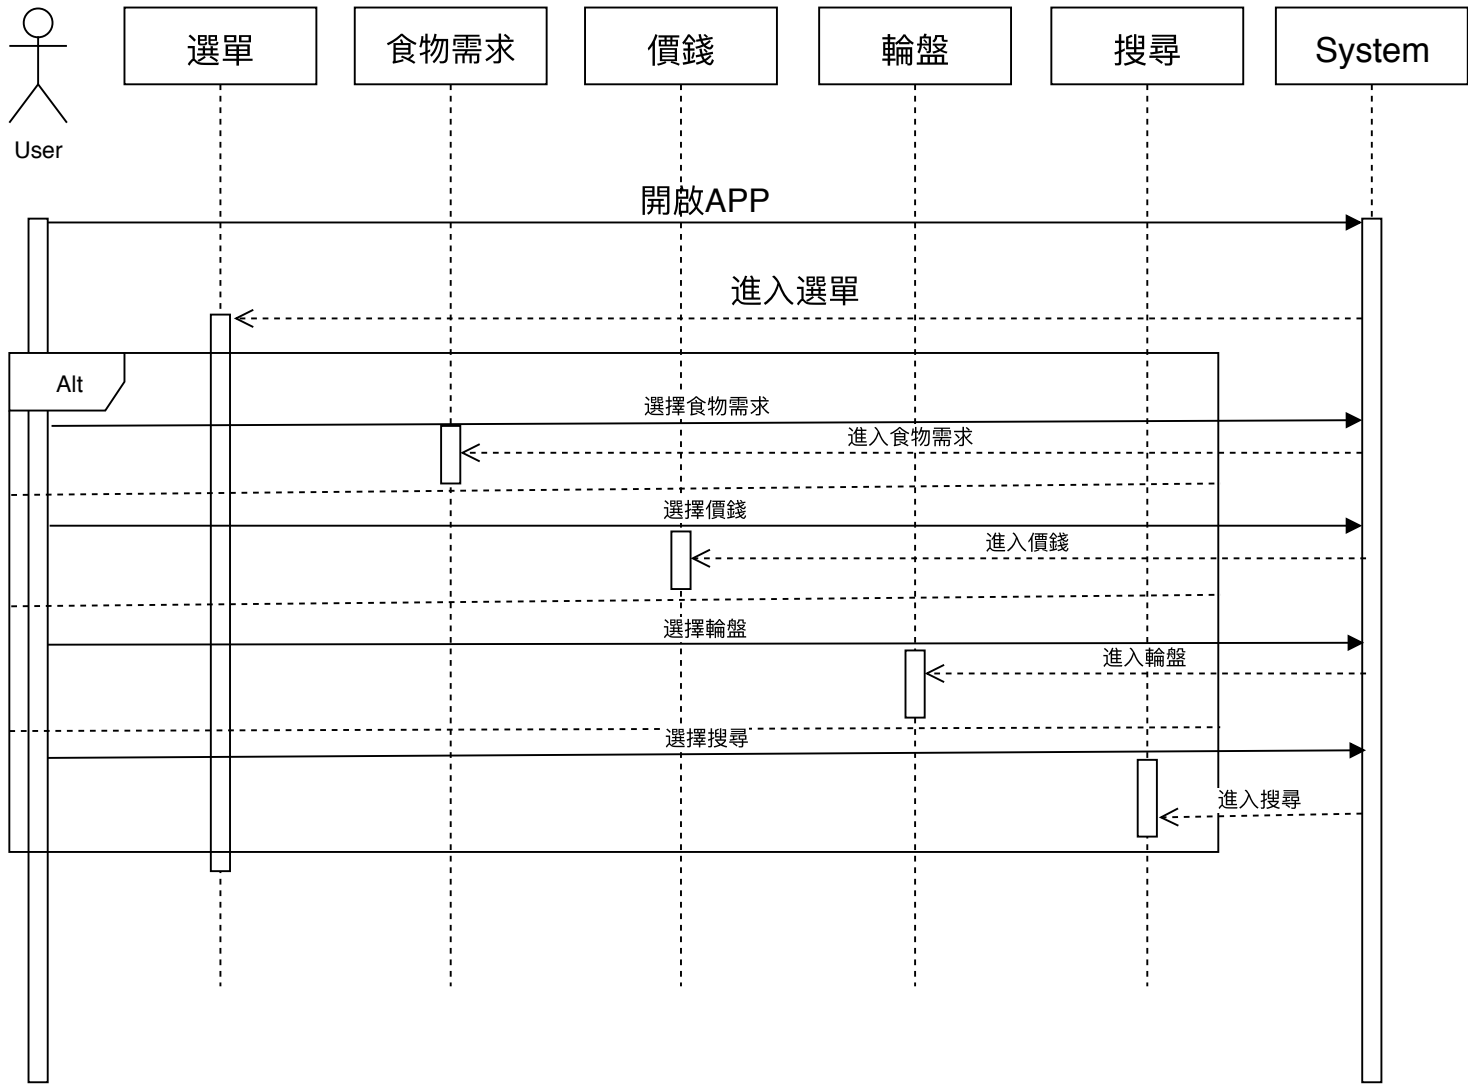 User
選單
食物需求
價錢
輪盤
搜尋
System
開啟APP
進入選單
Alt
選擇食物需求
進入食物需求
選擇價錢
進入價錢
選擇輪盤
進入輪盤
選擇搜尋
進入搜尋